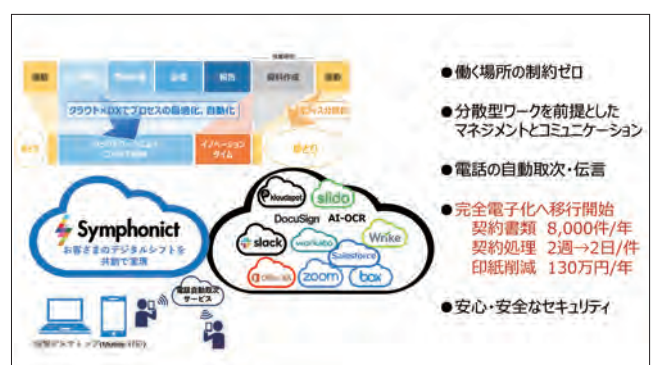 移動
報告
資料作成
移動
クラウド×DXでプロセスの最適化、自動化
イノベーション
タイム
Symphonict
お客さまのデジタルシフトを
共創で実現
kloudspot
slido
DocuSign AI-OCR
slack
Wrike
Salesforce
Office 365
zoom
box
電話自動取次
サービス
●働く場所の制約ゼロ
●分散型ワークを前提とした
マネジメントとコミュニケーション
●電話の自動取次・伝言
●完全電子化へ移行開始
契約書類 8,000件/年
契約処理 2週→2日/件
印紙削減 130万円/年
●安心・安全なセキュリティ